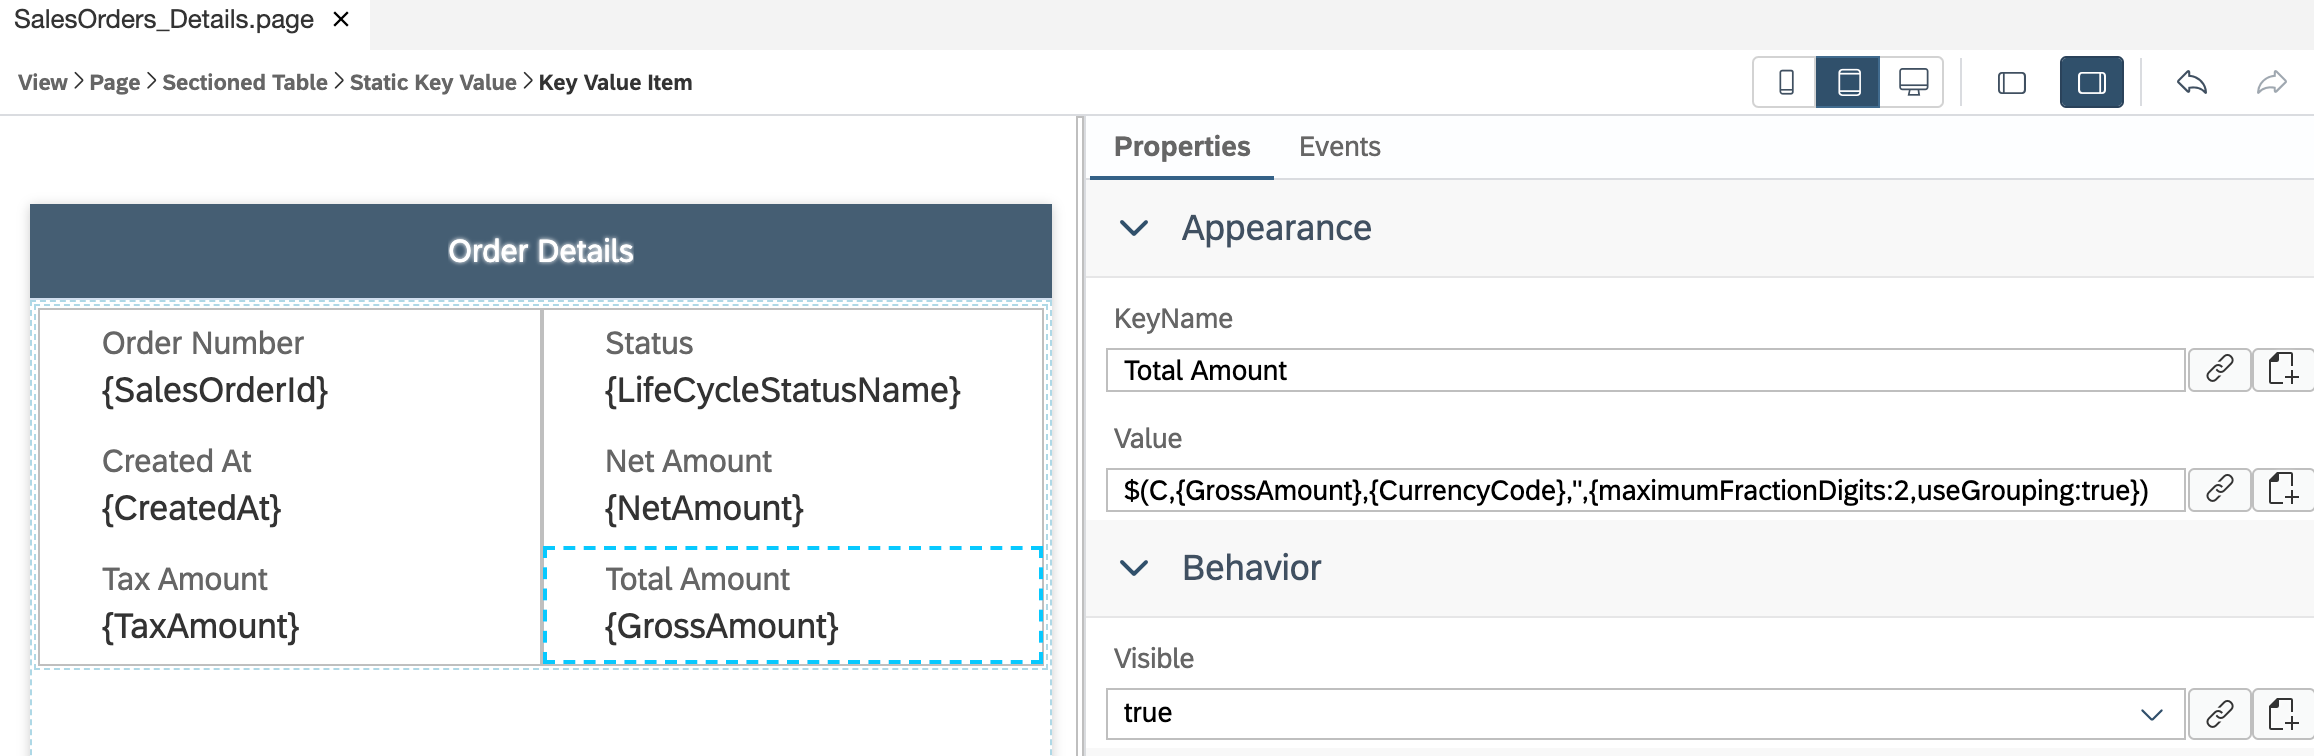 SalesOrders_Details.page ×
View > Page > Sectioned Table > Static Key Value > Key Value Item
Order Details
Order Number
{SalesOrderId}
Status
{LifeCycleStatusName}
Created At
{CreatedAt}
Net Amount
{NetAmount}
Tax Amount
{TaxAmount}
Total Amount
{GrossAmount}
Properties Events
Appearance
KeyName
Total Amount
Value
$(C,{GrossAmount},{CurrencyCode},'',{maximumFractionDigits:2,useGrouping:true})
Behavior
Visible
true